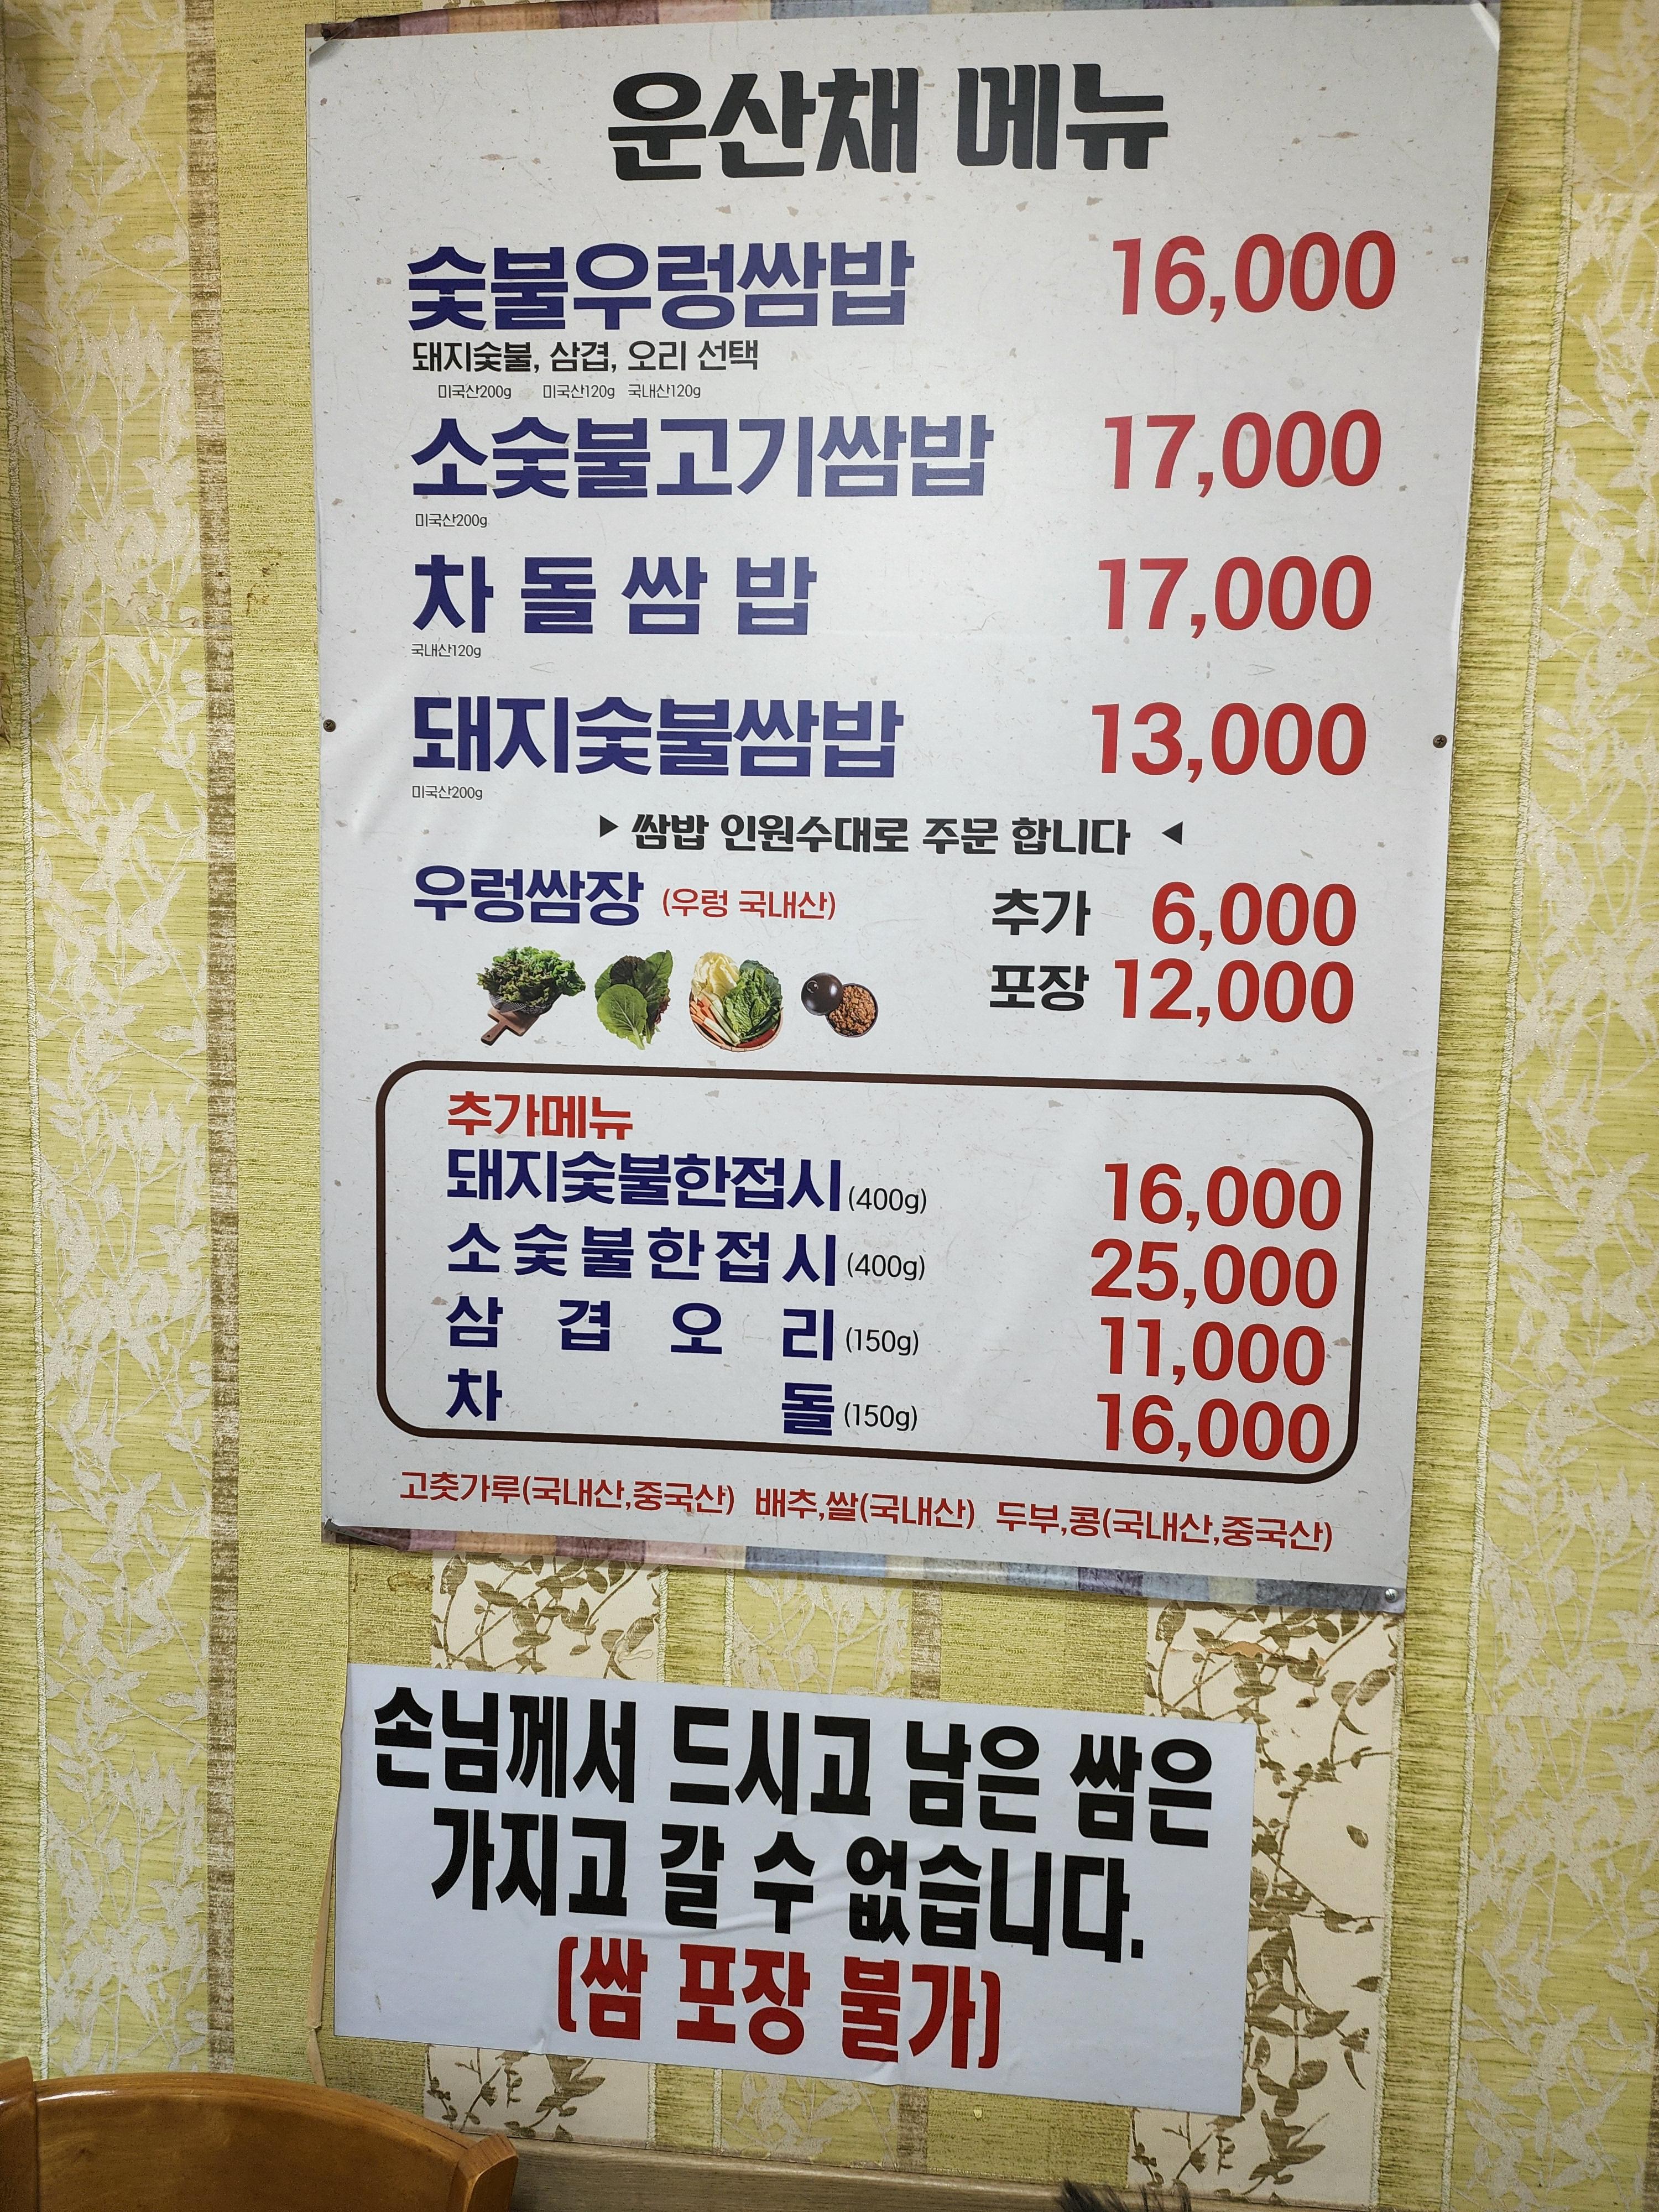 운산채 메뉴
숯불우렁쌈밥 16,000
돼지숯불, 삼겹, 오리 선택
미국산200g 미국산120g 국내산120g
소숯불고기쌈밥 17,000
미국산200g
차돌쌈밥 17,000
국내산120g
돼지숯불쌈밥 13,000
미국산200g
▶ 쌈밥 인원수대로 주문 합니다 ◀
우렁쌈장 (우렁 국내산) 추가 6,000
포장 12,000
추가메뉴
돼지숯불한접시(400g) 16,000
소숯불한접시(400g) 25,000
삼겹오리(150g) 11,000
차돌(150g) 16,000
고춧가루(국내산,중국산) 배추,쌀(국내산) 두부,콩(국내산,중국산)
손님께서 드시고 남은 쌈은
가지고 갈 수 없습니다.
(쌈 포장 불가)